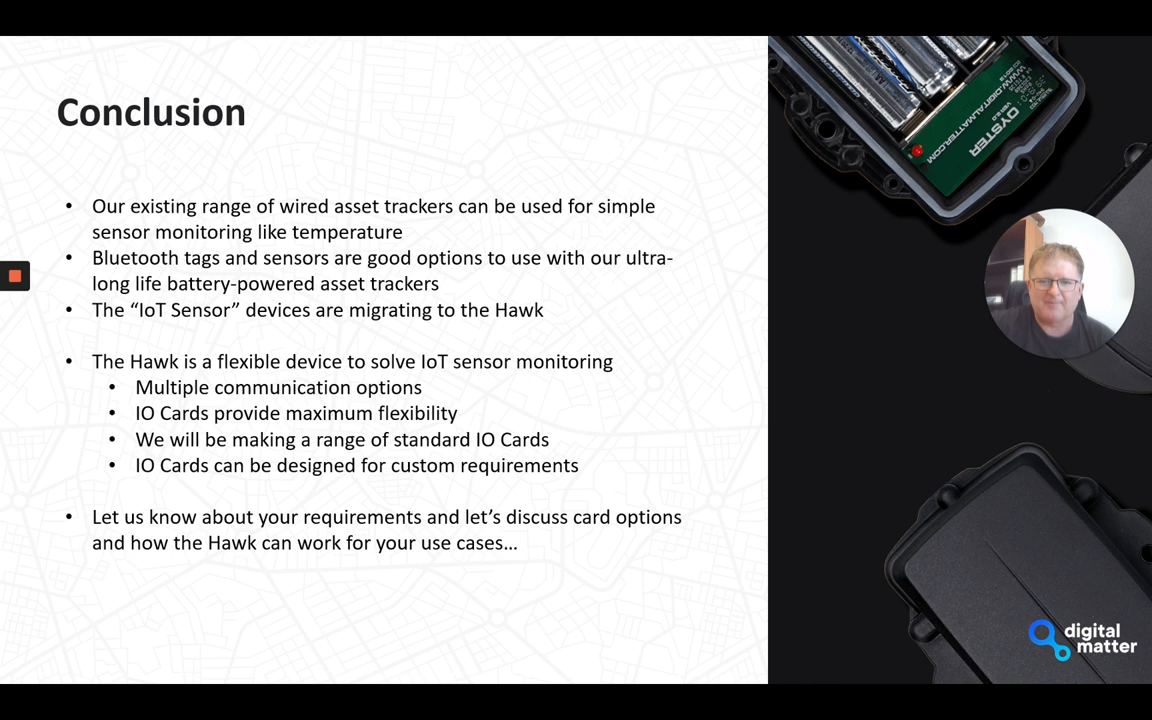 Conclusion
• Our existing range of wired asset trackers can be used for simple
sensor monitoring like temperature
• Bluetooth tags and sensors are good options to use with our ultra-
long life battery-powered asset trackers
• The “IoT Sensor” devices are migrating to the Hawk
• The Hawk is a flexible device to solve IoT sensor monitoring
• Multiple communication options
• IO Cards provide maximum flexibility
• We will be making a range of standard IO Cards
• IO Cards can be designed for custom requirements
• Let us know about your requirements and let’s discuss card options
and how the Hawk can work for your use cases…
OYSTER
WWW.DIGITALMATTER.COM
digital
matter